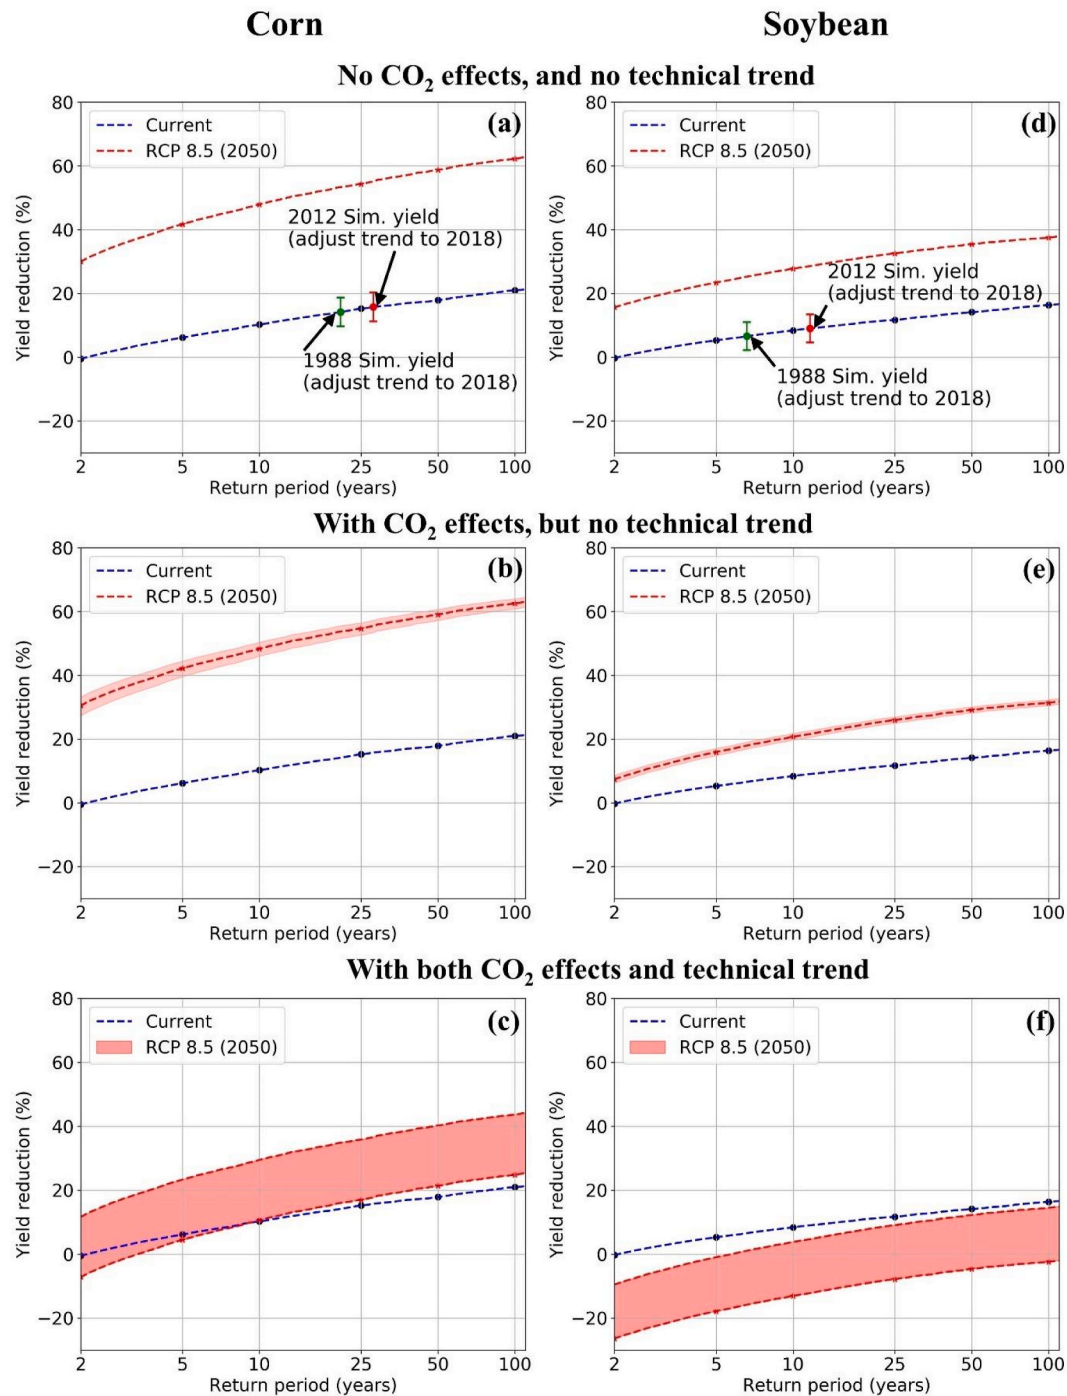 Corn
Soybean
No CO₂ effects, and no technical trend
80
60
40
20
0
−20
Yield reduction (%)
Current
RCP 8.5 (2050)
(a)
2012 Sim. yield
(adjust trend to 2018)
1988 Sim. yield
(adjust trend to 2018)
2 5 10 25 50 100
Return period (years)
80
60
40
20
0
−20
Yield reduction (%)
Current
RCP 8.5 (2050)
(d)
2012 Sim. yield
(adjust trend to 2018)
1988 Sim. yield
(adjust trend to 2018)
2 5 10 25 50 100
Return period (years)
With CO₂ effects, but no technical trend
80
60
40
20
0
−20
Yield reduction (%)
Current
RCP 8.5 (2050)
(b)
2 5 10 25 50 100
Return period (years)
80
60
40
20
0
−20
Yield reduction (%)
Current
RCP 8.5 (2050)
(e)
2 5 10 25 50 100
Return period (years)
With both CO₂ effects and technical trend
80
60
40
20
0
−20
Yield reduction (%)
Current
RCP 8.5 (2050)
(c)
2 5 10 25 50 100
Return period (years)
80
60
40
20
0
−20
Yield reduction (%)
Current
RCP 8.5 (2050)
(f)
2 5 10 25 50 100
Return period (years)